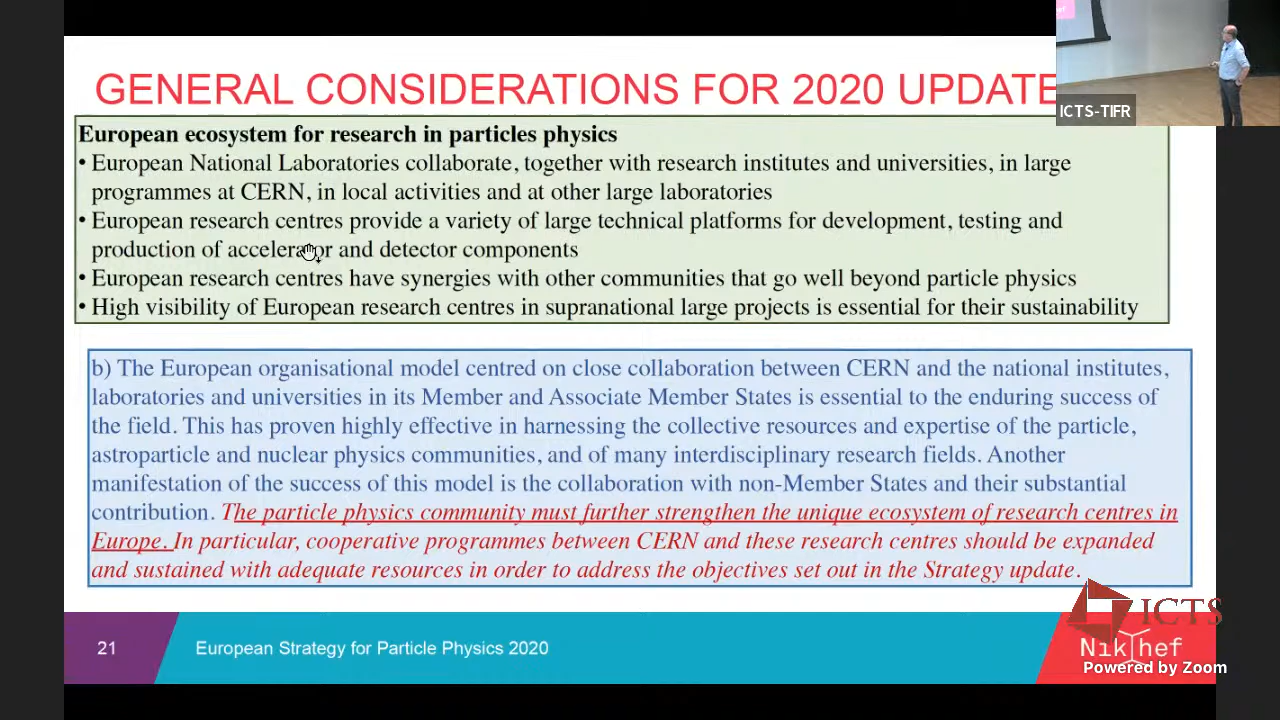 GENERAL CONSIDERATIONS FOR 2020 UPDATE
ICTS-TIFR
European ecosystem for research in particles physics
• European National Laboratories collaborate, together with research institutes and universities, in large
programmes at CERN, in local activities and at other large laboratories
• European research centres provide a variety of large technical platforms for development, testing and
production of accelerator and detector components
• European research centres have synergies with other communities that go well beyond particle physics
• High visibility of European research centres in supranational large projects is essential for their sustainability
b) The European organisational model centred on close collaboration between CERN and the national institutes,
laboratories and universities in its Member and Associate Member States is essential to the enduring success of
the field. This has proven highly effective in harnessing the collective resources and expertise of the particle,
astroparticle and nuclear physics communities, and of many interdisciplinary research fields. Another
manifestation of the success of this model is the collaboration with non-Member States and their substantial
contribution. The particle physics community must further strengthen the unique ecosystem of research centres in
Europe. In particular, cooperative programmes between CERN and these research centres should be expanded
and sustained with adequate resources in order to address the objectives set out in the Strategy update.
ICTS
21
European Strategy for Particle Physics 2020
Nikhef
Powered by Zoom